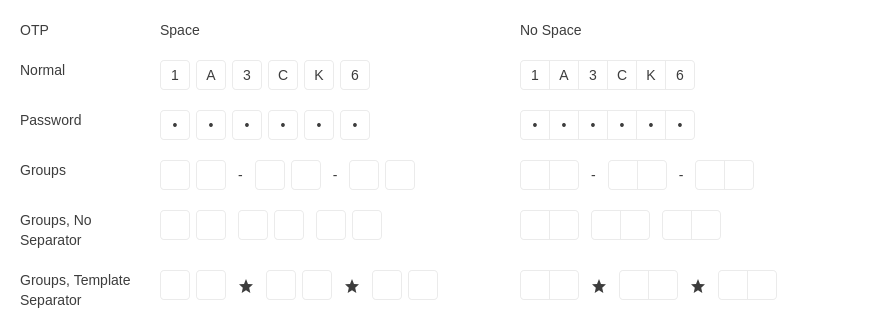 OTP Space No Space
Normal 1 A 3 C K 6 1 A 3 C K 6
Password • • • • • • • • • • • •
Groups - - - -
Groups, No
Separator
Groups, Template ★ ★ ★ ★
Separator